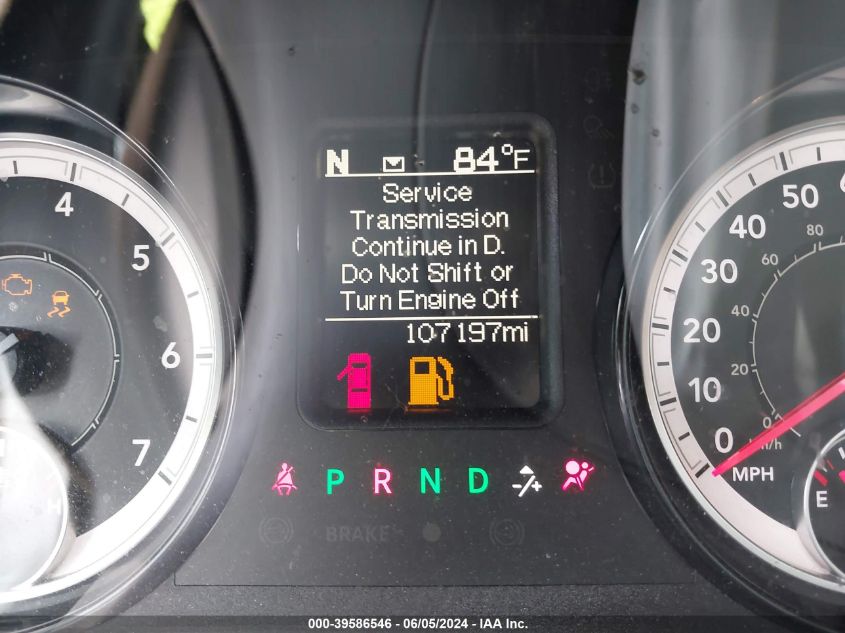 N 84°F
Service
Transmission
Continue in D.
Do Not Shift or
Turn Engine Off
107197mi
4
5
6
7
H
50
40
30
20
10
0
MPH
80
60
40
20
0
km/h
E
P R N D -/+
BRAKE
000-39586546 - 06/05/2024 - IAA Inc.